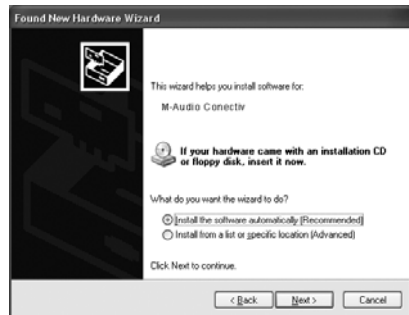 Found New Hardware Wizard
This wizard helps you install software for:
M-Audio Conectiv
If your hardware came with an installation CD
or floppy disk, insert it now.
What do you want the wizard to do?
Install the software automatically (Recommended)
Install from a list or specific location (Advanced)
Click Next to continue.
< Back Next > Cancel